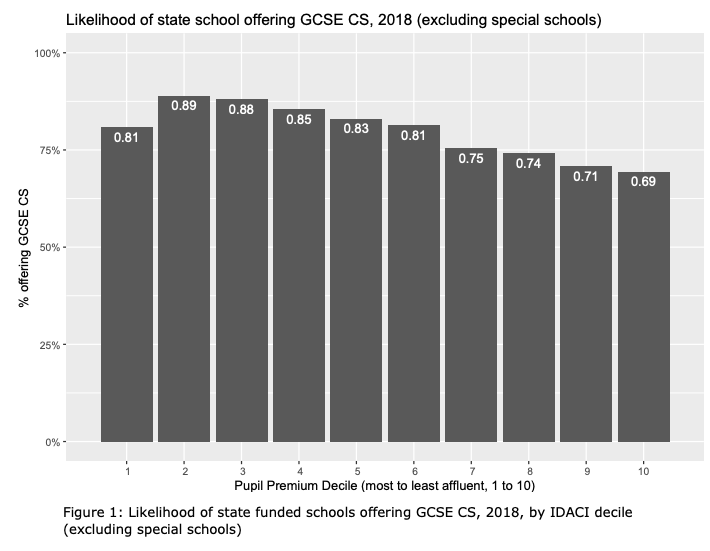 Likelihood of state school offering GCSE CS, 2018 (excluding special schools)
% offering GCSE CS
100%
75%
50%
25%
0%
0.81
0.89
0.88
0.85
0.83
0.81
0.75
0.74
0.71
0.69
1 2 3 4 5 6 7 8 9 10
Pupil Premium Decile (most to least affluent, 1 to 10)
Figure 1: Likelihood of state funded schools offering GCSE CS, 2018, by IDACI decile
(excluding special schools)